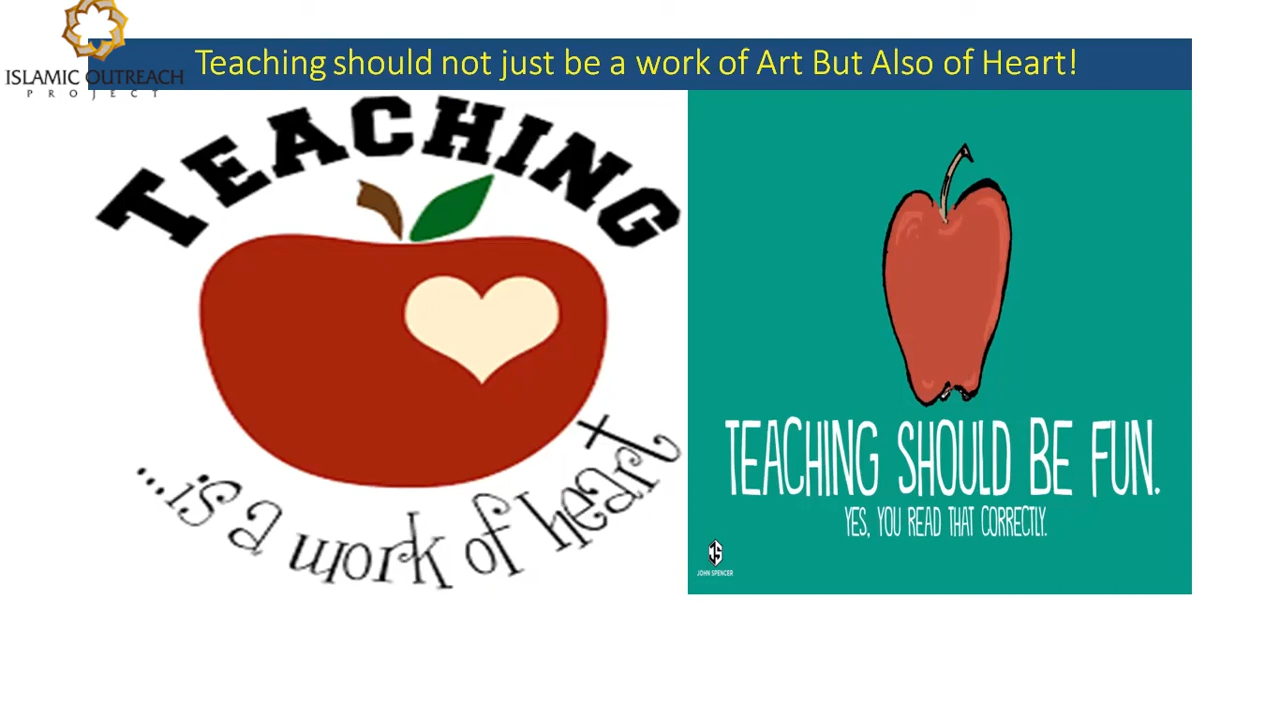 ISLAMIC OUTREACH
PROJECT
Teaching should not just be a work of Art But Also of Heart!
TEACHING
...is a work of heart
TEACHING SHOULD BE FUN.
YES, YOU READ THAT CORRECTLY.
JS
JOHN SPENCER